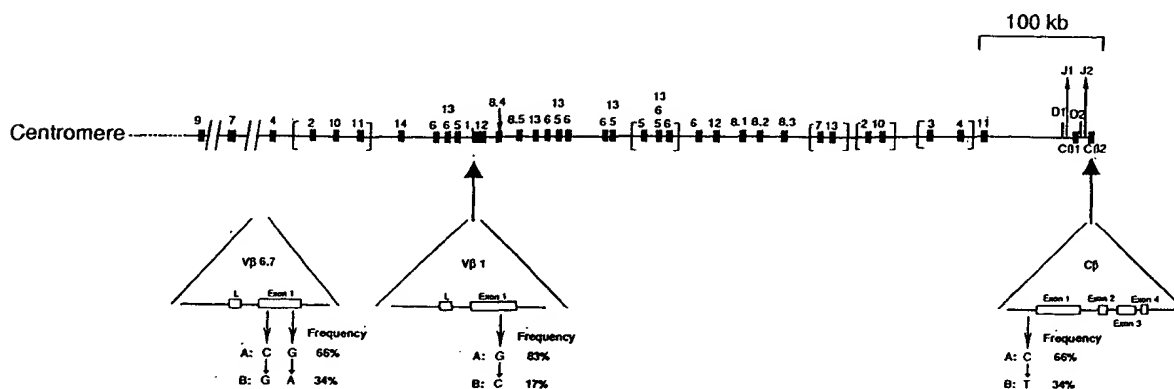 100 kb
J1 J2
13 8.4 13 13 13 6 D1 D2
9 7 4 2 10 11 14 6 6 5 1 12 8.5 13 6 5 6 6 5 5 5 6 6 12 8.1 8.2 8.3 7 13 2 10 3 4 11
Centromere
Cβ1 Cβ2
Vβ 6.7 Vβ 1 Cβ
L Exon 1 L Exon 1 Exon 1 Exon 2 Exon 4
Exon 3
Frequency Frequency Frequency
A: C G 66% A: G 83% A: C 66%
B: G A 34% B: C 17% B: T 34%